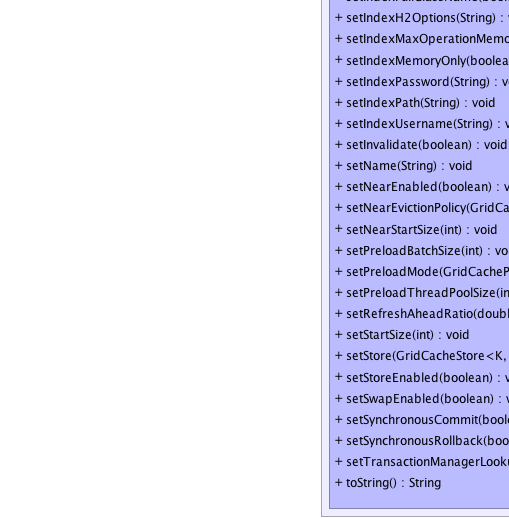 + setIndexH2Options(String) : v
+ setIndexMaxOperationMemo
+ setIndexMemoryOnly(boolea
+ setIndexPassword(String) : v
+ setIndexPath(String) : void
+ setIndexUsername(String) : v
+ setInvalidate(boolean) : void
+ setName(String) : void
+ setNearEnabled(boolean) : v
+ setNearEvictionPolicy(GridCa
+ setNearStartSize(int) : void
+ setPreloadBatchSize(int) : vo
+ setPreloadMode(GridCacheP
+ setPreloadThreadPoolSize(in
+ setRefreshAheadRatio(doubl
+ setStartSize(int) : void
+ setStore(GridCacheStore<K,
+ setStoreEnabled(boolean) : v
+ setSwapEnabled(boolean) : v
+ setSynchronousCommit(boole
+ setSynchronousRollback(boo
+ setTransactionManagerLooku
+ toString() : String